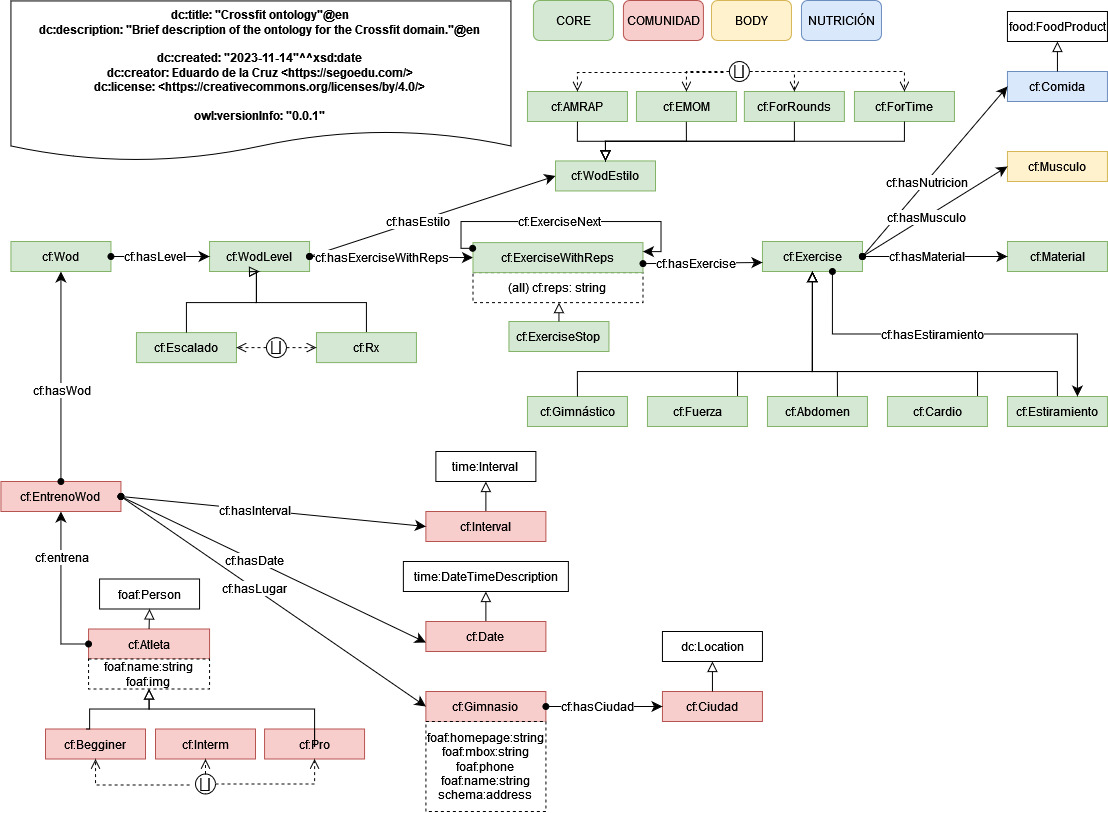 dc:title: "Crossfit ontology"@en
dc:description: "Brief description of the ontology for the Crossfit domain."@en
dc:created: "2023-11-14"^^xsd:date
dc:creator: Eduardo de la Cruz <https://segoedu.com/>
dc:license: <https://creativecommons.org/licenses/by/4.0/>
owl:versionInfo: "0.0.1"
CORE
COMUNIDAD
BODY
NUTRICIÓN
food:FoodProduct
cf:AMRAP
cf:EMOM
cf:ForRounds
cf:ForTime
cf:Comida
cf:WodEstilo
cf:Musculo
cf:hasNutricion
cf:hasMusculo
cf:hasEstilo
cf:ExerciseNext
cf:Wod
cf:hasLevel
cf:WodLevel
cf:hasExerciseWithReps
cf:ExerciseWithReps
cf:hasExercise
cf:Exercise
cf:hasMaterial
cf:Material
(all) cf:reps: string
cf:ExerciseStop
cf:hasEstiramiento
cf:Escalado
cf:Rx
cf:hasWod
cf:Gimnástico
cf:Fuerza
cf:Abdomen
cf:Cardio
cf:Estiramiento
time:Interval
cf:EntrenoWod
cf:hasInterval
cf:Interval
cf:entrena
cf:hasDate
time:DateTimeDescription
cf:hasLugar
foaf:Person
cf:Date
cf:Atleta
foaf:name:string
foaf:img
dc:Location
cf:Gimnasio
cf:hasCiudad
cf:Ciudad
cf:Begginer
cf:Interm
cf:Pro
foaf:homepage:string
foaf:mbox:string
foaf:phone
foaf:name:string
schema:address